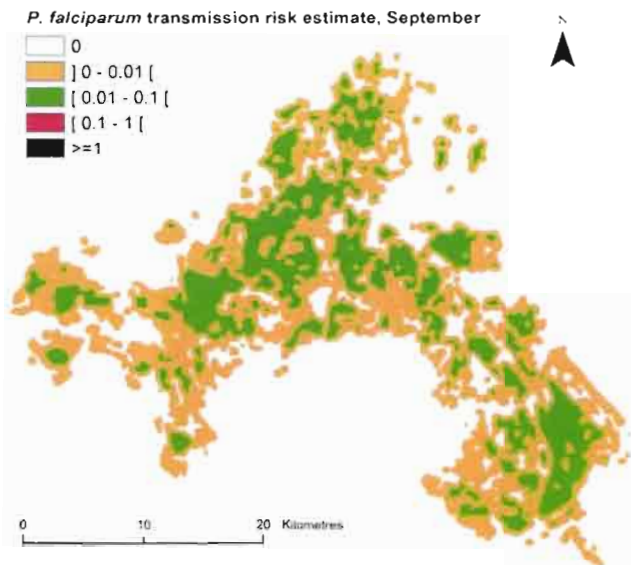 P. falciparum transmission risk estimate, September
N
0
] 0 - 0.01 [
[ 0.01 - 0.1 [
[ 0.1 - 1 [
>=1
0 10 20 Kilometres